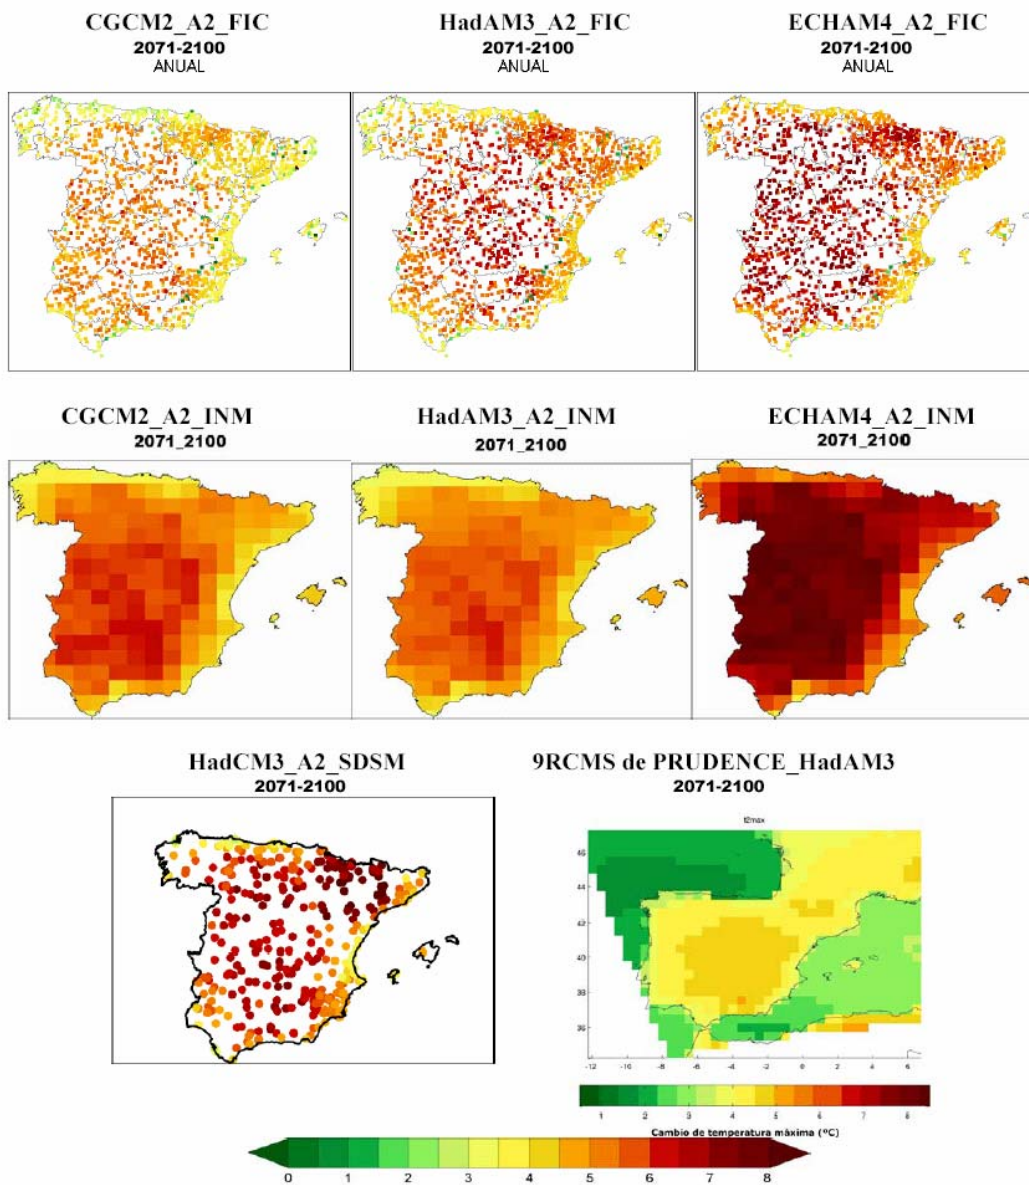 CGCM2_A2_FIC
2071-2100
ANUAL
HadAM3_A2_FIC
2071-2100
ANUAL
ECHAM4_A2_FIC
2071-2100
ANUAL
CGCM2_A2_INM
2071_2100
HadAM3_A2_INM
2071_2100
ECHAM4_A2_INM
2071_2100
HadCM3_A2_SDSM
2071-2100
9RCMS de PRUDENCE_HadAM3
2071-2100
t2max
46
44
42
40
38
36
-12 -10 -8 -6 -4 -2 0 2 4 6
1 2 3 4 5 6 7 8
Cambio de temperatura máxima (ºC)
0 1 2 3 4 5 6 7 8